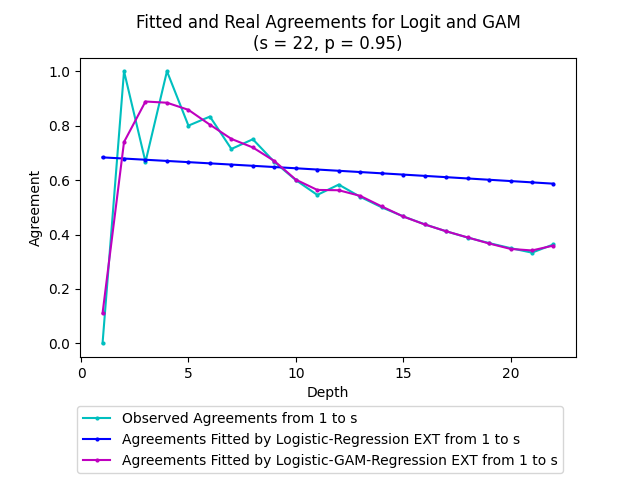 Fitted and Real Agreements for Logit and GAM
(s = 22, p = 0.95)
1.0
0.8
0.6
0.4
0.2
0.0
Agreement
0 5 10 15 20
Depth
Observed Agreements from 1 to s
Agreements Fitted by Logistic-Regression EXT from 1 to s
Agreements Fitted by Logistic-GAM-Regression EXT from 1 to s